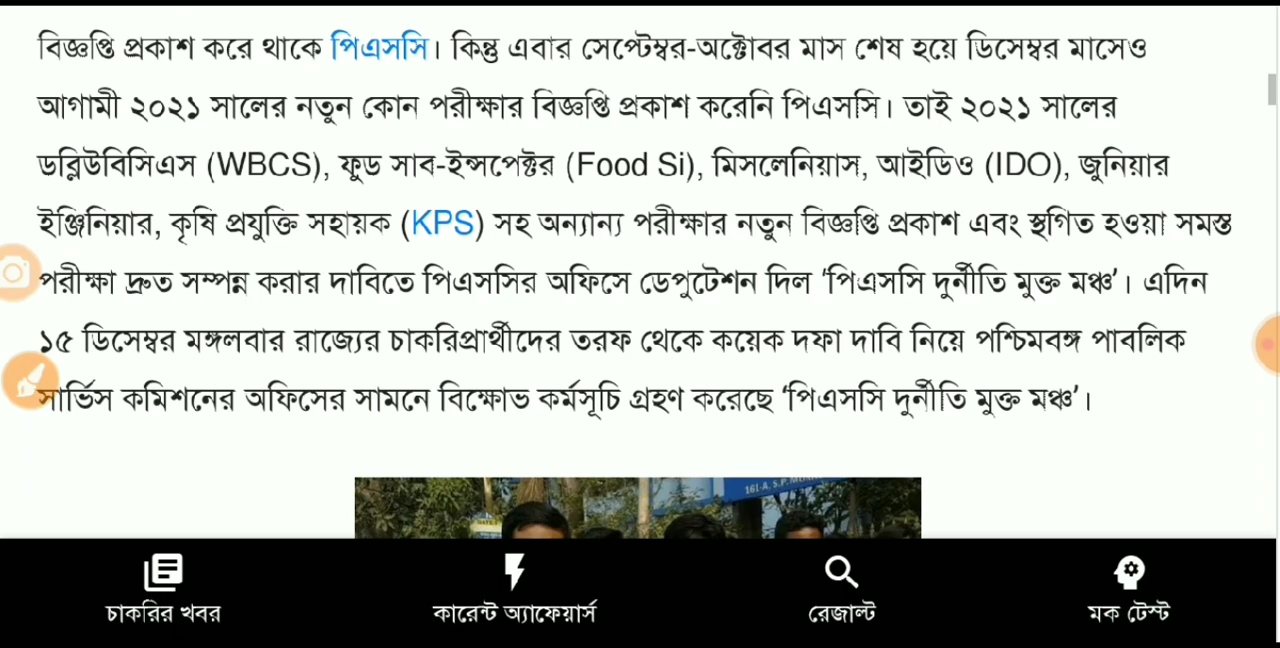 বিজ্ঞপ্তি প্রকাশ করে থাকে পিএসসি। কিন্তু এবার সেপ্টেম্বর-অক্টোবর মাস শেষ হয়ে ডিসেম্বর মাসেও
আগামী ২০২১ সালের নতুন কোন পরীক্ষার বিজ্ঞপ্তি প্রকাশ করেনি পিএসসি। তাই ২০২১ সালের
ডব্লিউবিসিএস (WBCS), ফুড সাব-ইন্সপেক্টর (Food Si), মিসলেনিয়াস, আইডিও (IDO), জুনিয়ার
ইঞ্জিনিয়ার, কৃষি প্রযুক্তি সহায়ক (KPS) সহ অন্যান্য পরীক্ষার নতুন বিজ্ঞপ্তি প্রকাশ এবং স্থগিত হওয়া সমস্ত
পরীক্ষা দ্রুত সম্পন্ন করার দাবিতে পিএসসির অফিসে ডেপুটেশন দিল ‘পিএসসি দুর্নীতি মুক্ত মঞ্চ’। এদিন
১৫ ডিসেম্বর মঙ্গলবার রাজ্যের চাকরিপ্রার্থীদের তরফ থেকে কয়েক দফা দাবি নিয়ে পশ্চিমবঙ্গ পাবলিক
সার্ভিস কমিশনের অফিসের সামনে বিক্ষোভ কর্মসূচি গ্রহণ করেছে ‘পিএসসি দুর্নীতি মুক্ত মঞ্চ’।
161-A, S.P.
চাকরির খবর
কারেন্ট অ্যাফেয়ার্স
রেজাল্ট
মক টেস্ট